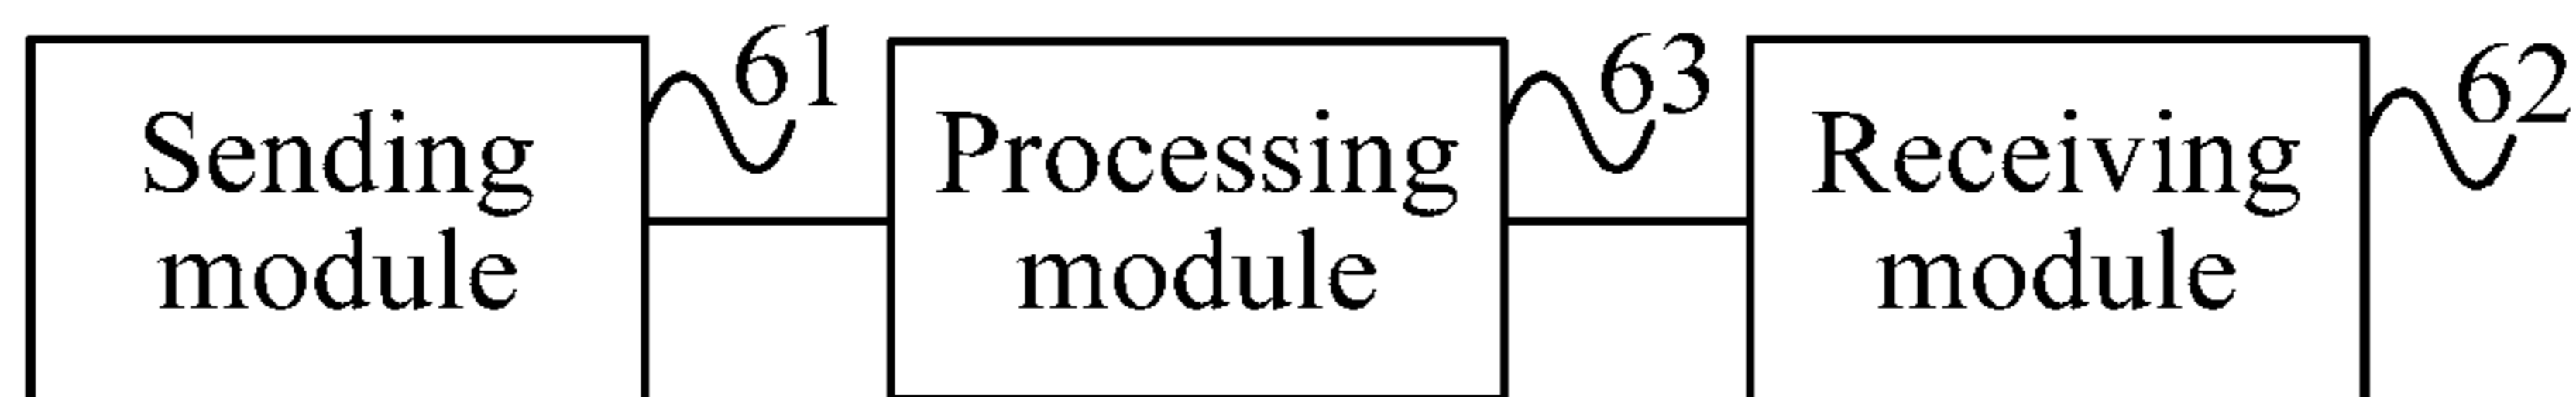 Sending
module
61
Processing
module
63
Receiving
module
62